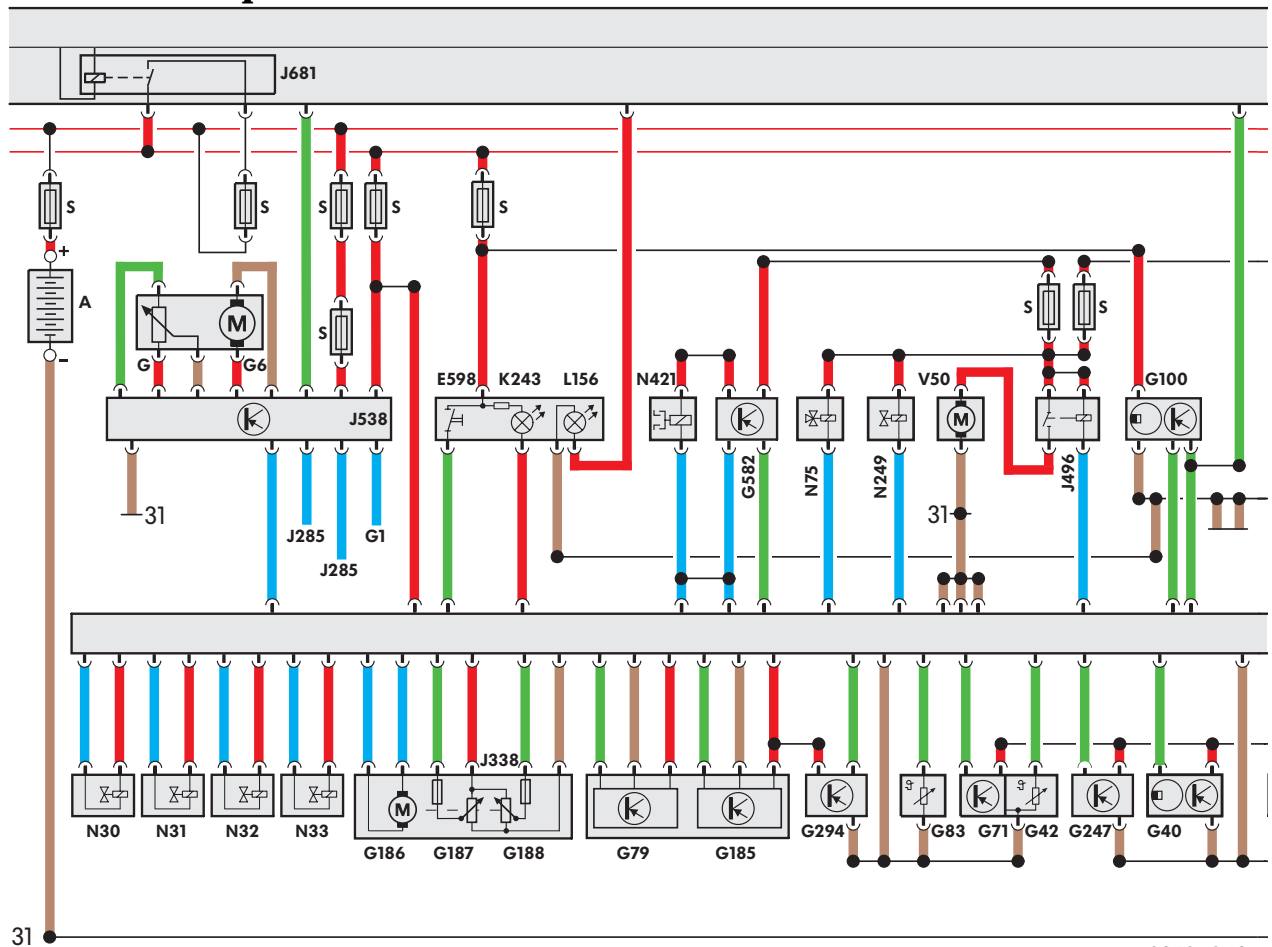 J681
S
S
S
S
S
+
A
-
M
G
G6
S
S
S
E598
K243
L156
N421
V50
G100
J538
M
31
J285
J285
G1
G582
N75
N249
31
J496
J338
M
N30
N31
N32
N33
G186
G187
G188
G79
G185
G294
G83
G71
G42
G247
G40
ϑ
ϑ
31